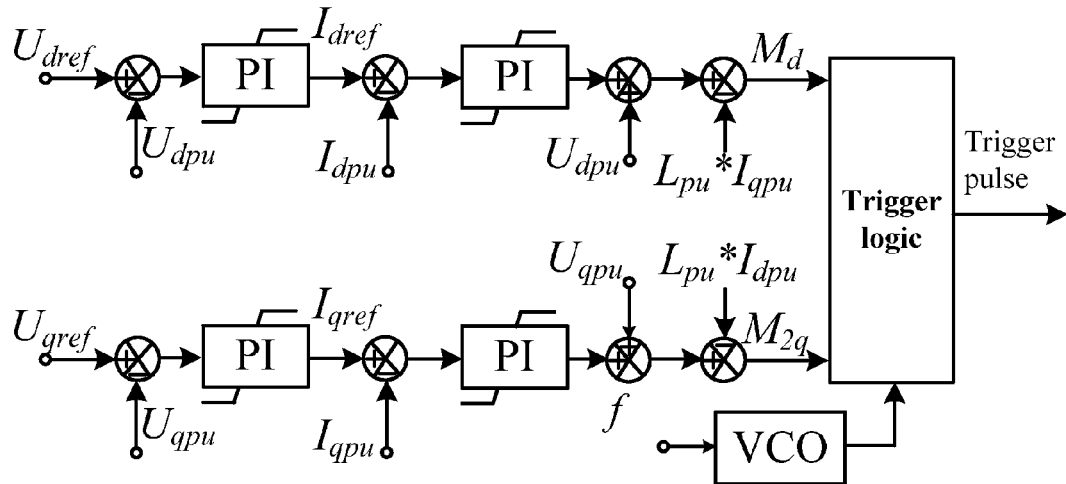 U_dref
PI
I_dref
PI
M_d
U_dpu
I_dpu
U_dpu
L_pu*I_qpu
Trigger
logic
Trigger
pulse
U_qpu
L_pu*I_dpu
U_qref
PI
I_qref
PI
M_2q
U_qpu
I_qpu
f
VCO